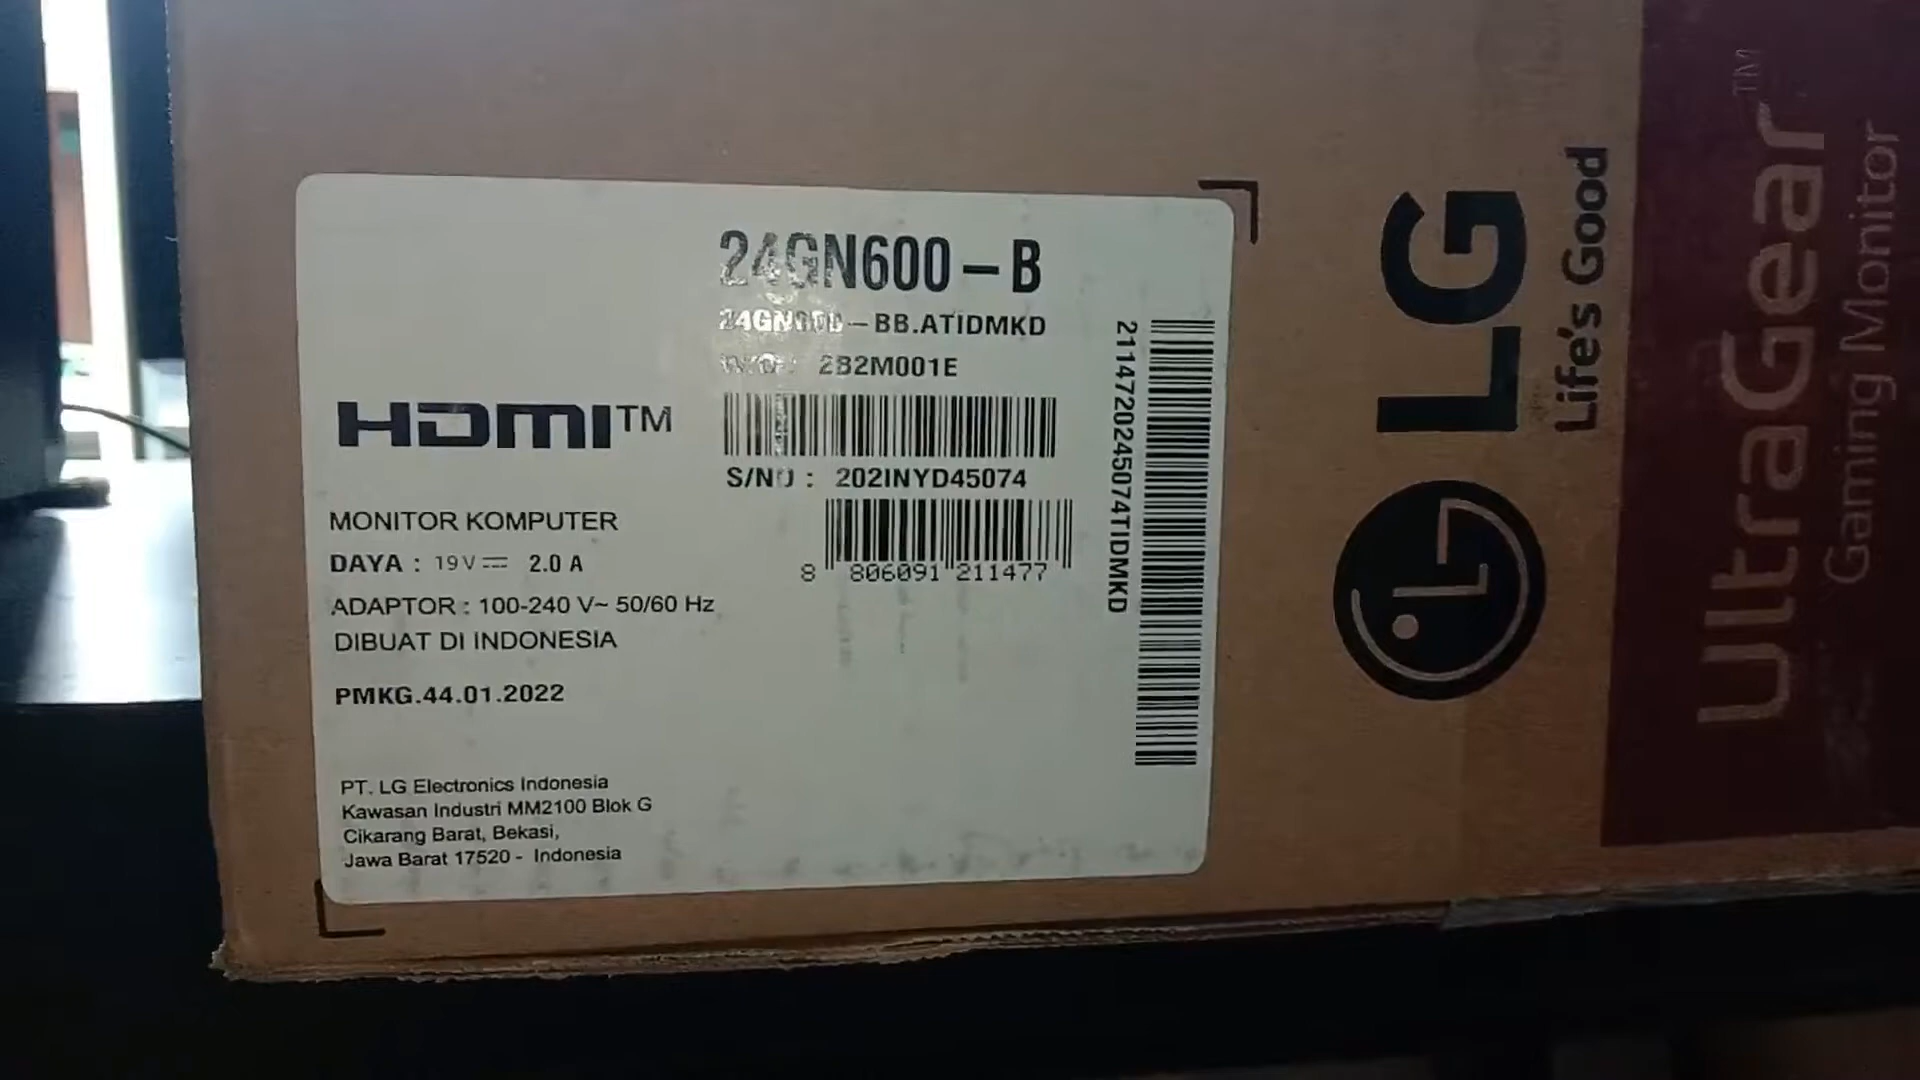 24GN600-B
24GN600-BB.ATIDMKD
W/O : 2B2M001E
HDMI™
S/NO : 202INYD45074
8 806091 211477
MONITOR KOMPUTER
DAYA : 19V⎓ 2.0 A
ADAPTOR : 100-240 V~ 50/60 Hz
DIBUAT DI INDONESIA
PMKG.44.01.2022
PT. LG Electronics Indonesia
Kawasan Industri MM2100 Blok G
Cikarang Barat, Bekasi,
Jawa Barat 17520 - Indonesia
2114720245074TIDMKD
LG
Life's Good
UltraGear™
Gaming Monitor